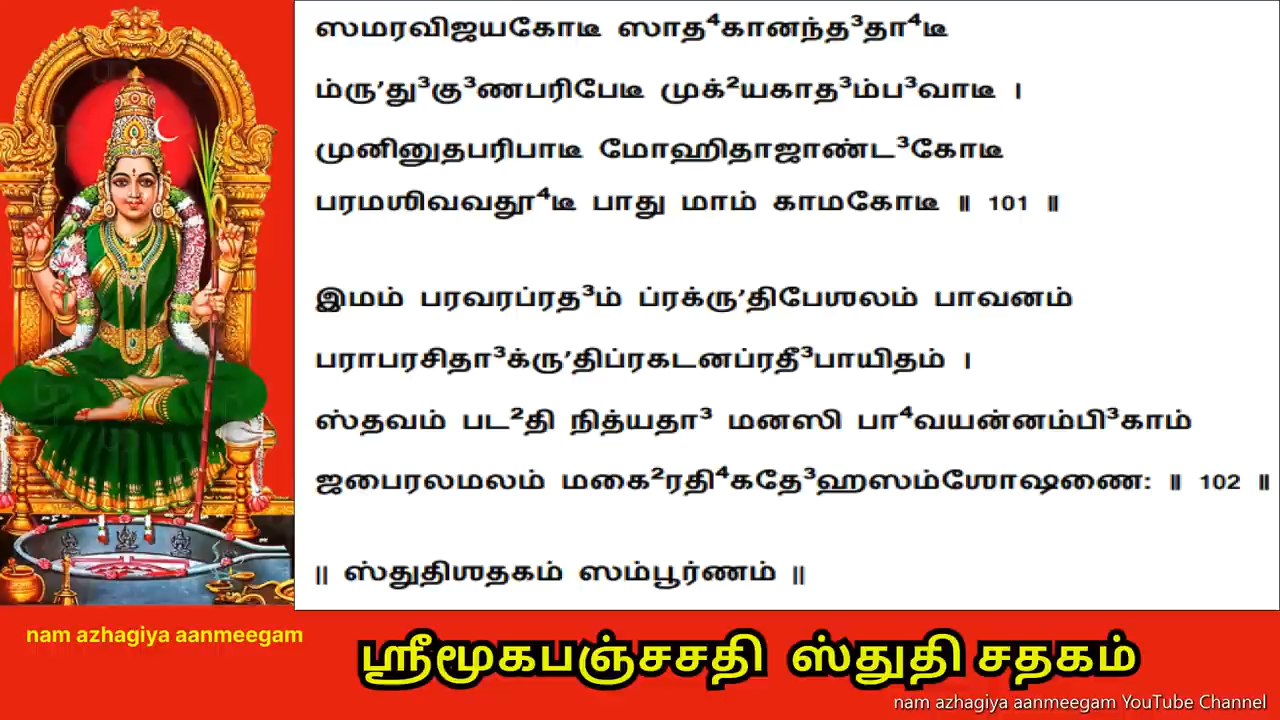 ஸமரவிஜயகோடீ ஸாத⁴கானந்த³தா⁴டீ
ம்ரு’து³கு³ணபரிபேடீ முக்²யகாத³ம்ப³வாடீ ।
முனினுதபரிபாடீ மோஹிதாஜாண்ட³கோடீ
பரமஶிவவதூ⁴டீ பாது மாம் காமகோடீ ॥ 101 ॥
இமம் பரவரப்ரத³ம் ப்ரக்ரு’திபேஶலம் பாவனம்
பராபரசிதா³க்ரு’திப்ரகடனப்ரதீ³பாயிதம் ।
ஸ்தவம் பட²தி நித்யதா³ மனஸி பா⁴வயன்னம்பி³காம்
ஜபைரலமலம் மகை²ரதி⁴கதே³ஹஸம்ஶோஷணை: ॥ 102 ॥
॥ ஸ்துதிஶதகம் ஸம்பூர்ணம் ॥
nam azhagiya aanmeegam
ஸ்ரீமூகபஞ்சசதி ஸ்துதி சதகம்
nam azhagiya aanmeegam YouTube Channel